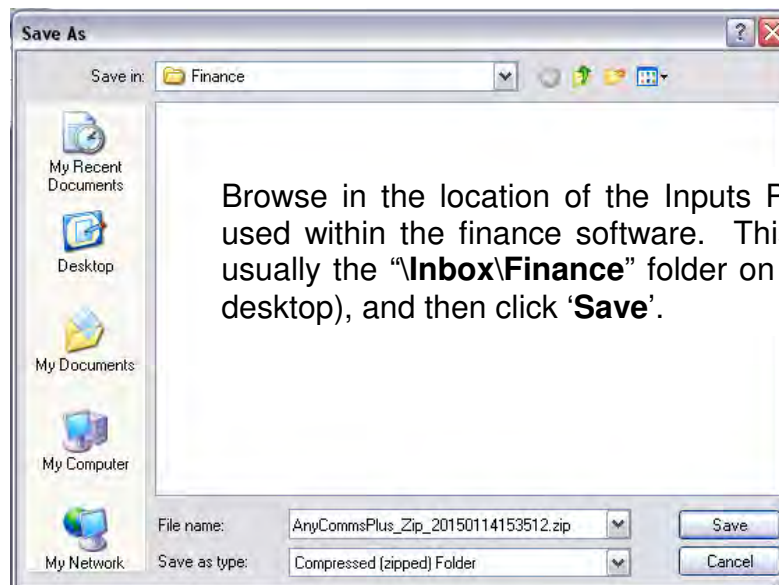 Save As
Save in: Finance
My Recent
Documents
Desktop
My Documents
My Computer
My Network
Browse in the location of the Inputs
used within the finance software. Thi
usually the “\Inbox\Finance” folder on
desktop), and then click ‘Save’.
File name: AnyCommsPlus_Zip_20150114153512.zip Save
Save as type: Compressed (zipped) Folder Cancel